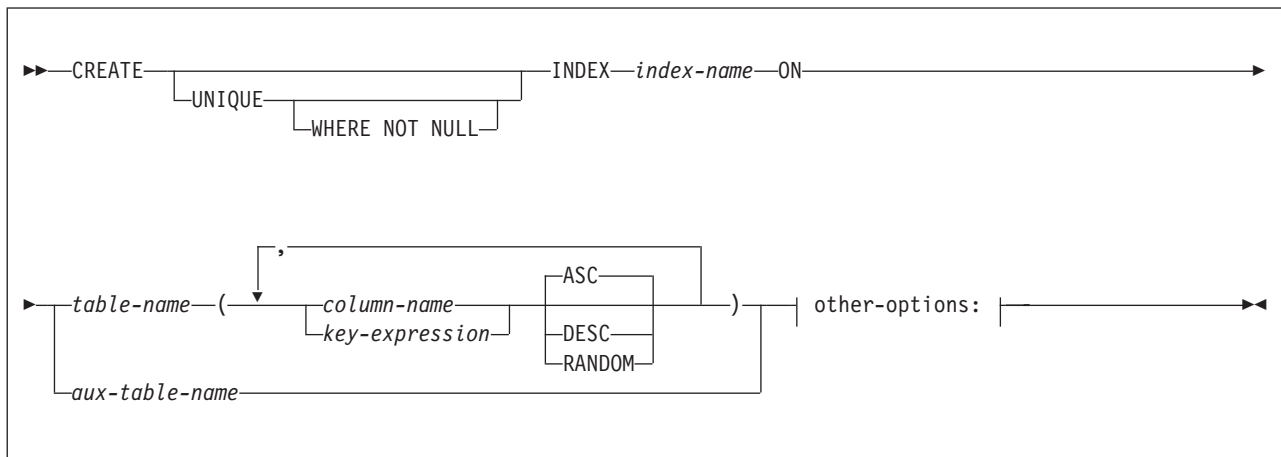 CREATE INDEX index-name ON
UNIQUE
WHERE NOT NULL
,
ASC
table-name ( column-name )  other-options:
key-expression DESC
RANDOM
aux-table-name